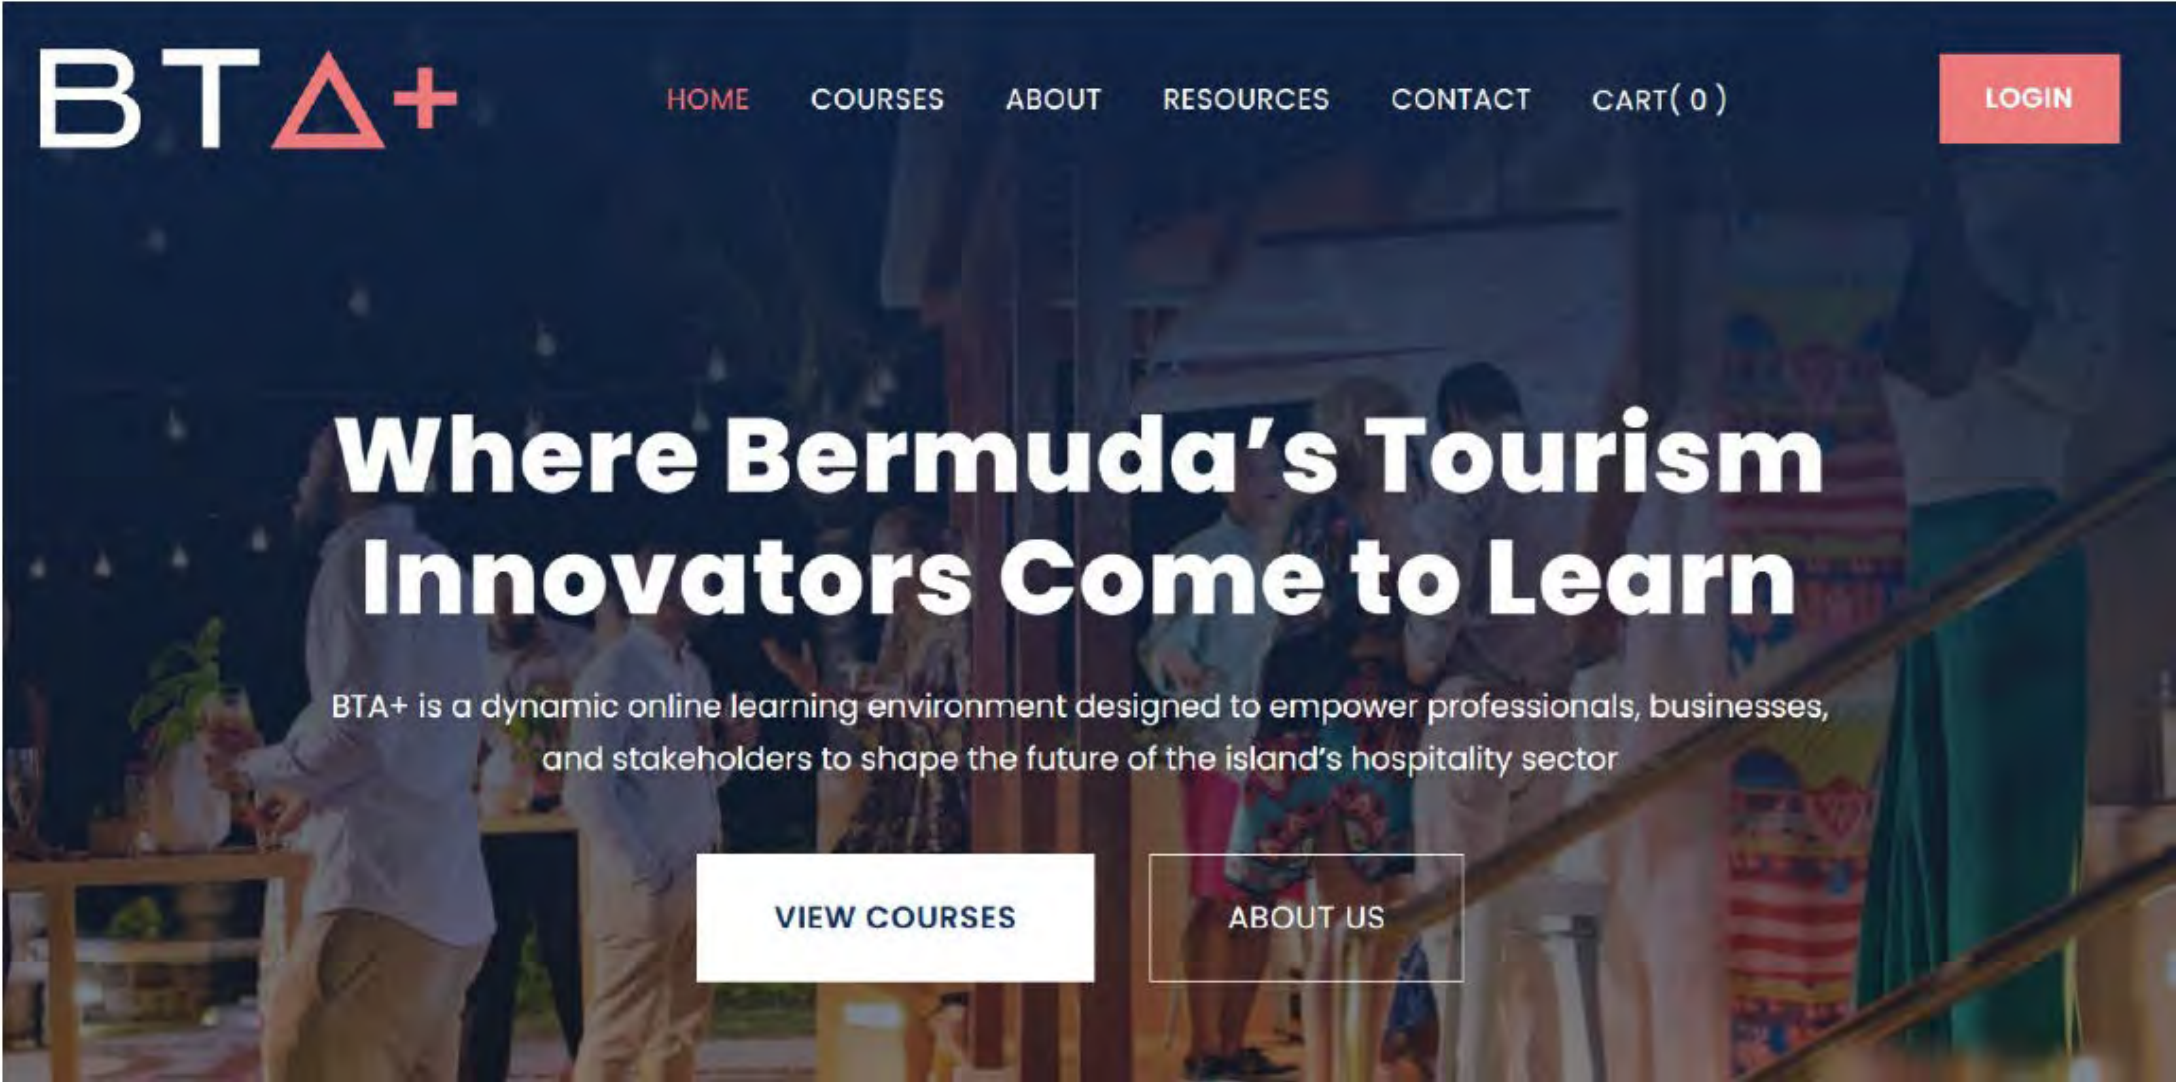 BTA+
HOME COURSES ABOUT RESOURCES CONTACT CART( 0 ) LOGIN
Where Bermuda’s Tourism
Innovators Come to Learn
BTA+ is a dynamic online learning environment designed to empower professionals, businesses,
and stakeholders to shape the future of the island’s hospitality sector
VIEW COURSES ABOUT US